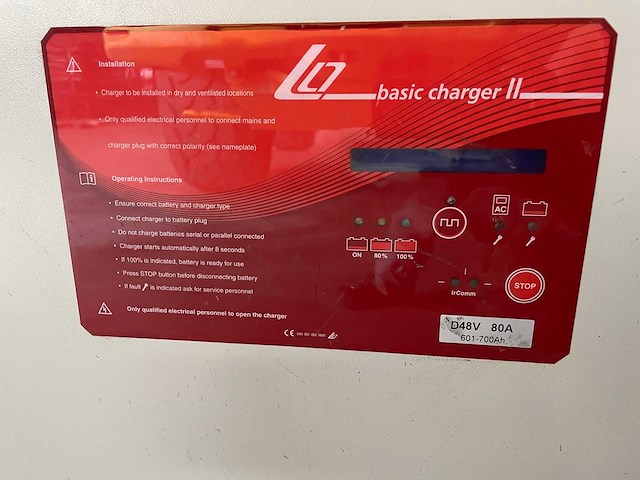 basic charger II
Installation
• Charger to be installed in dry and ventilated locations
• Only qualified electrical personnel to connect mains and
charger plug with correct polarity (see nameplate)
Operating Instructions
• Ensure correct battery and charger type
• Connect charger to battery plug
• Do not charge batteries serial or parallel connected
• Charger starts automatically after 8 seconds
• If 100% is indicated, battery is ready for use
• Press STOP button before disconnecting battery
• If fault is indicated ask for service personnel
Only qualified electrical personnel to open the charger
AC
ON 80% 100%
IrComm
STOP
D48V 80A
601-700Ah
CE